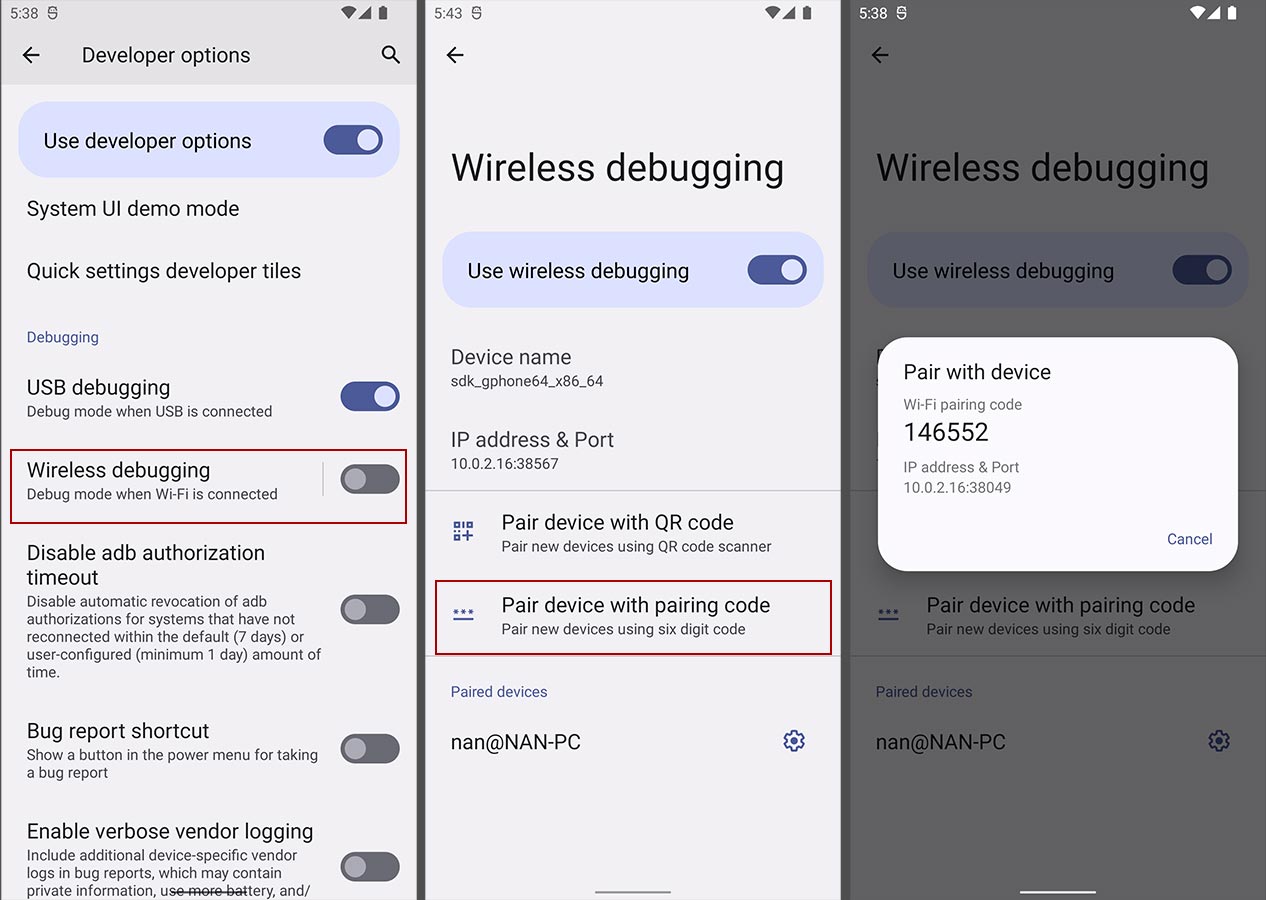 5:38
Developer options
Use developer options
System UI demo mode
Quick settings developer tiles
Debugging
USB debugging
Debug mode when USB is connected
Wireless debugging
Debug mode when Wi-Fi is connected
Disable adb authorization
timeout
Disable automatic revocation of adb
authorizations for systems that have not
reconnected within the default (7 days) or
user-configured (minimum 1 day) amount of
time.
Bug report shortcut
Show a button in the power menu for taking
a bug report
Enable verbose vendor logging
Include additional device-specific vendor
logs in bug reports, which may contain
private information, use more battery, and/
5:43
Wireless debugging
Use wireless debugging
Device name
sdk_gphone64_x86_64
IP address & Port
10.0.2.16:38567
Pair device with QR code
Pair new devices using QR code scanner
Pair device with pairing code
Pair new devices using six digit code
Paired devices
nan@NAN-PC
5:38
Wireless debugging
Use wireless debugging
Pair with device
Wi-Fi pairing code
146552
IP address & Port
10.0.2.16:38049
Cancel
Pair device with pairing code
Pair new devices using six digit code
Paired devices
nan@NAN-PC